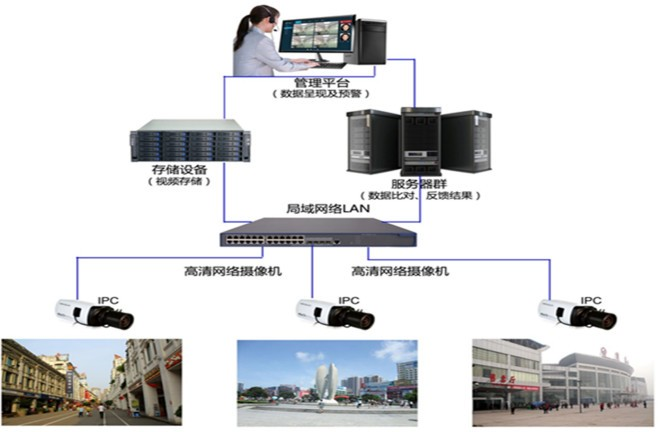 管理平台
（数据呈现及预警）
存储设备
（视频存储）
服务器群
（数据比对、反馈结果）
局域网络LAN
高清网络摄像机
高清网络摄像机
IPC
IPC
IPC